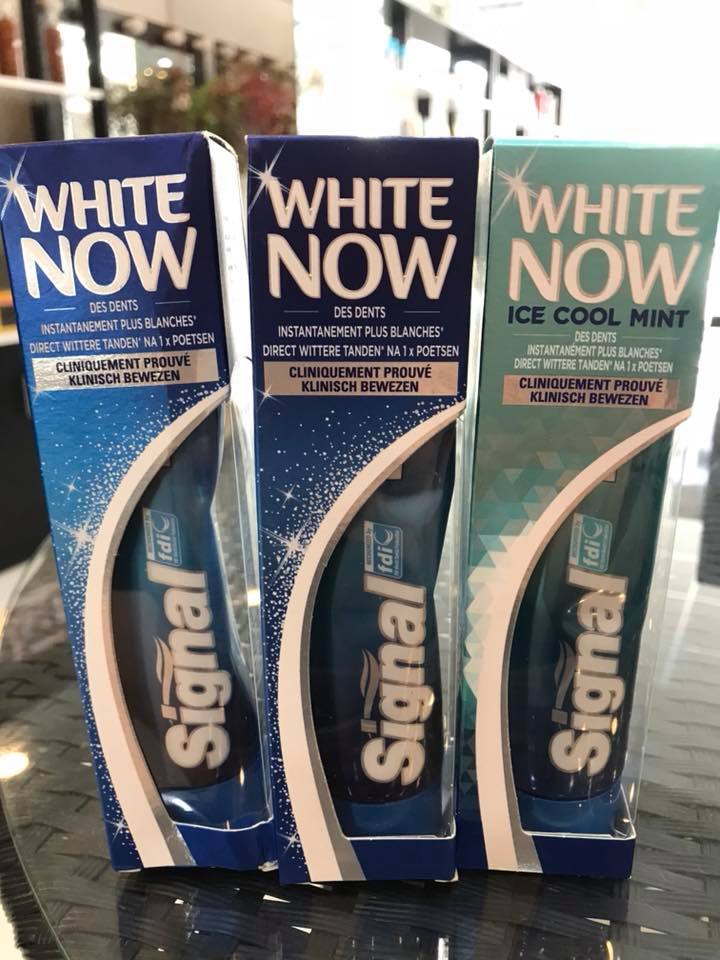 WHITE
NOW
DES DENTS
INSTANTANEMENT PLUS BLANCHES*
DIRECT WITTERE TANDEN* NA 1 x POETSEN
CLINIQUEMENT PROUVÉ
KLINISCH BEWEZEN
Signal
fdi
WHITE
NOW
DES DENTS
INSTANTANEMENT PLUS BLANCHES*
DIRECT WITTERE TANDEN* NA 1 x POETSEN
CLINIQUEMENT PROUVÉ
KLINISCH BEWEZEN
Signal
fdi
WHITE
NOW
ICE COOL MINT
DES DENTS
INSTANTANÉMENT PLUS BLANCHES*
DIRECT WITTERE TANDEN* NA 1 x POETSEN
CLINIQUEMENT PROUVÉ
KLINISCH BEWEZEN
Signal
fdi